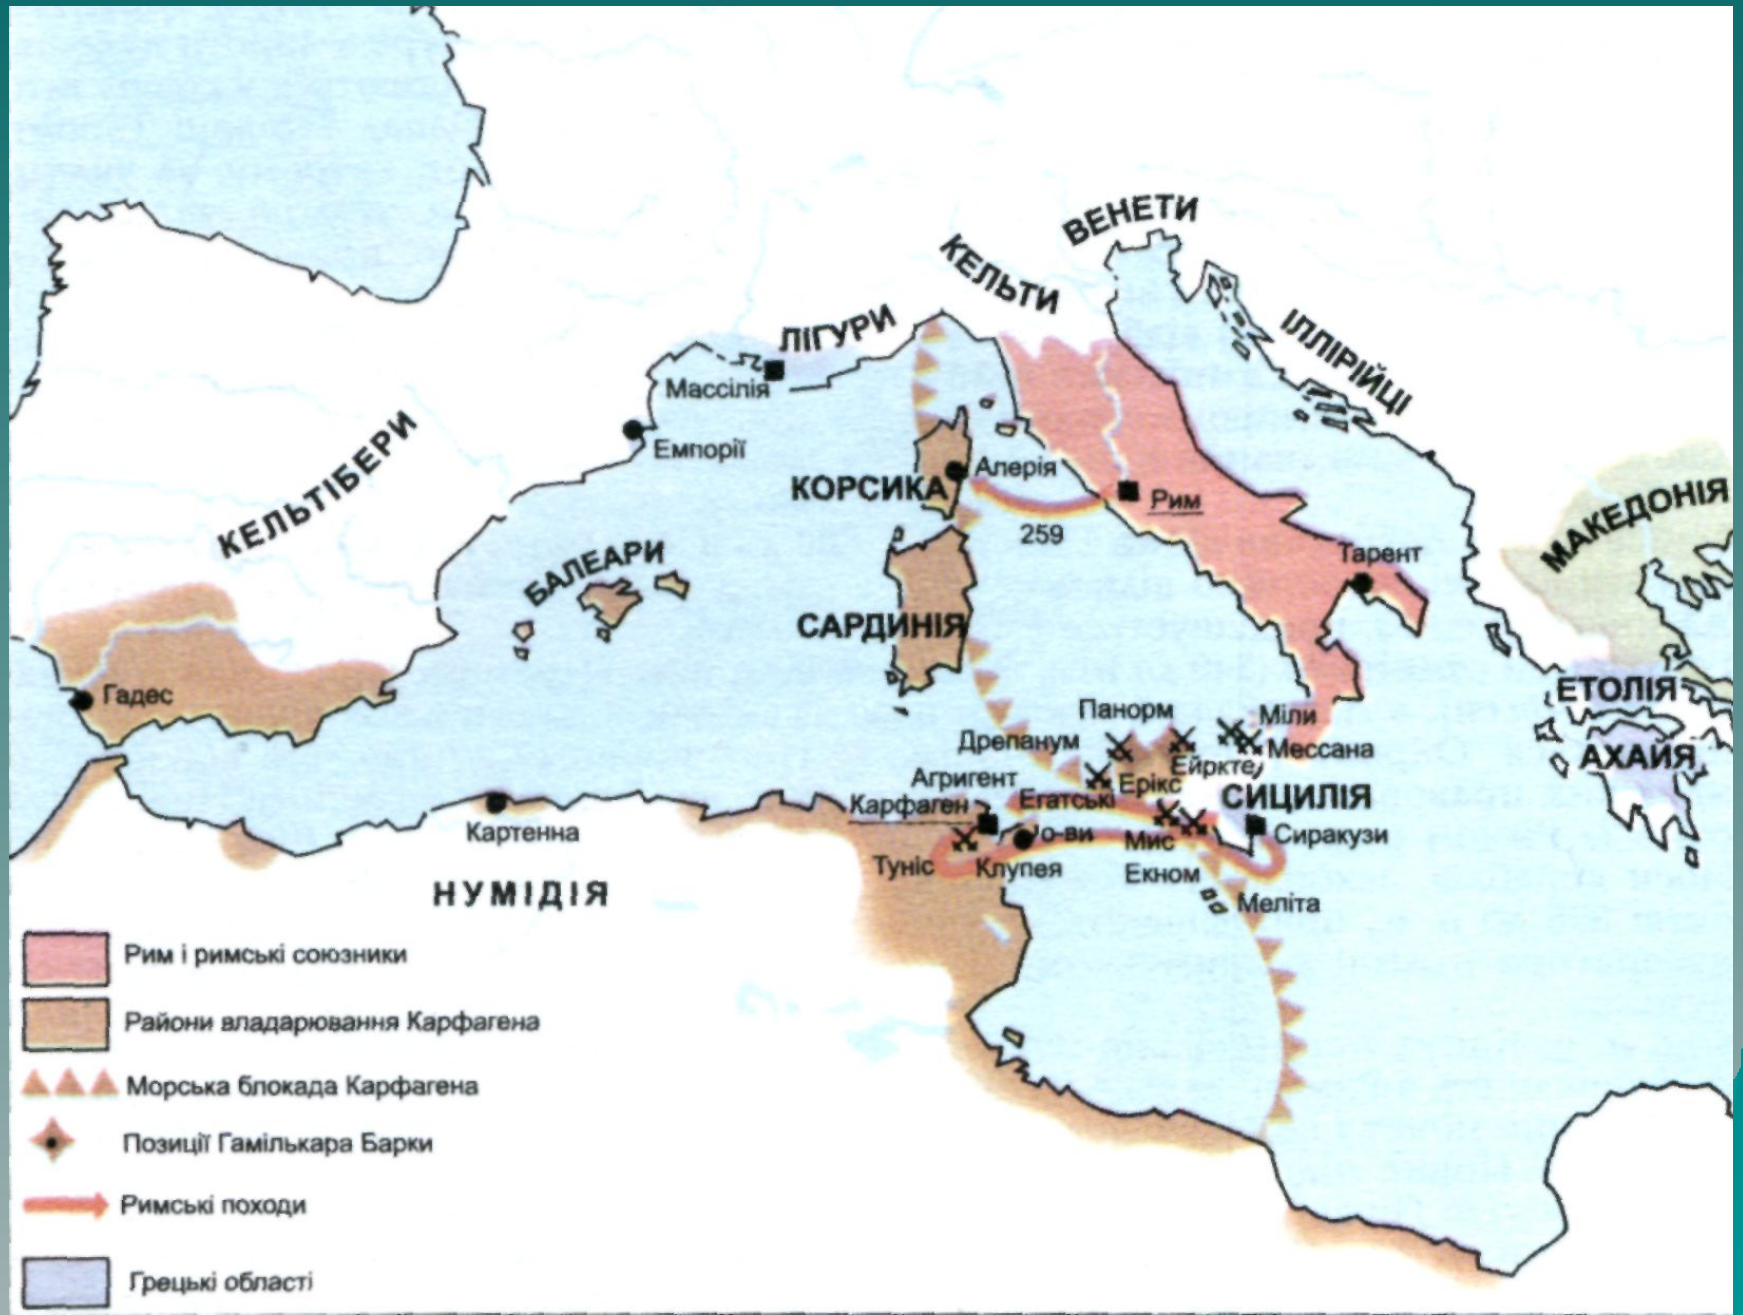 ВЕНЕТИ
КЕЛЬТИ
ЛІГУРИ
ІЛЛІРІЙЦІ
Массілія
КЕЛЬТІБЕРИ
Емпорії
Алерія
КОРСИКА
Рим
259
МАКЕДОНІЯ
БАЛЕАРИ
Тарент
САРДИНІЯ
Гадес
ЕТОЛІЯ
Панорм
Міли
Дрепанум
Мессана
АХАЙЯ
Ейркте
Агригент
Ерікс
Карфаген
Егатські
СИЦИЛІЯ
Картенна
о-ви
Мис
Сиракузи
Туніс
Клупея
Екном
НУМІДІЯ
Меліта
Рим і римські союзники
Райони владарювання Карфагена
Морська блокада Карфагена
Позиції Гамількара Барки
Римські походи
Грецькі області